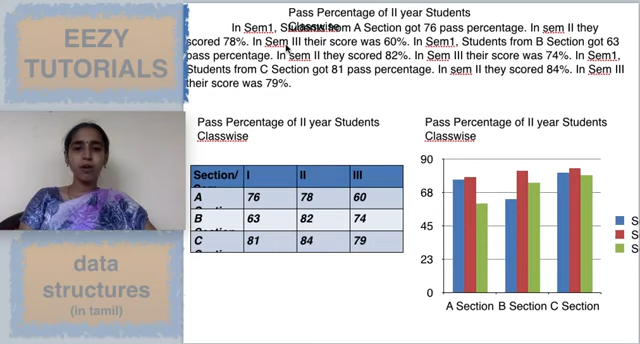 EEZY
TUTORIALS
data
structures
(in tamil)
Pass Percentage of II year Students
Classwise
In Sem1, Students from A Section got 76 pass percentage. In sem II they
scored 78%. In Sem III their score was 60%. In Sem1, Students from B Section got 63
pass percentage. In sem II they scored 82%. In Sem III their score was 74%. In Sem1,
Students from C Section got 81 pass percentage. In sem II they scored 84%. In Sem III
their score was 79%.
Pass Percentage of II year Students
Classwise
Section/ I II III
A 76 78 60
B 63 82 74
C 81 84 79
Pass Percentage of II year Students
Classwise
90
68
45
23
0
A Section B Section C Section
S
S
S